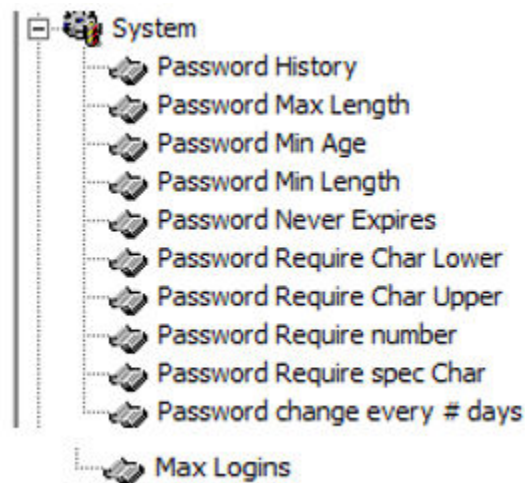 System
Password History
Password Max Length
Password Min Age
Password Min Length
Password Never Expires
Password Require Char Lower
Password Require Char Upper
Password Require number
Password Require spec Char
Password change every # days
Max Logins